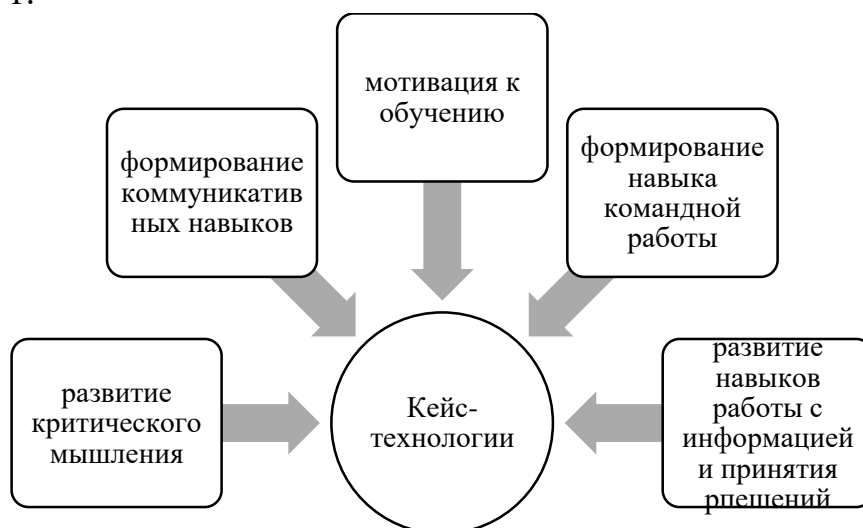 1.
мотивация к
обучению
формирование
коммуникатив
ных навыков
формирование
навыка
командной
работы
развитие
критического
мышления
Кейс-
технологии
развитие
навыков
работы с
информацией
и принятия
рпешений